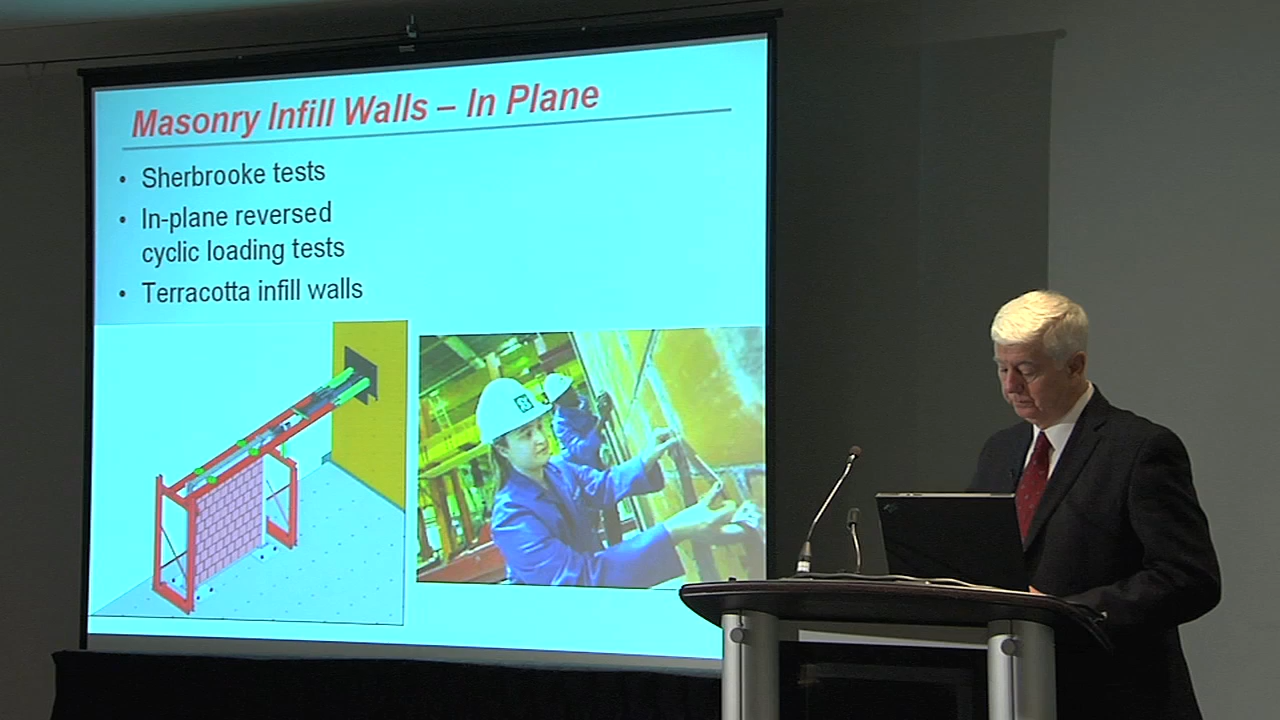 Masonry Infill Walls – In Plane
• Sherbrooke tests
• In-plane reversed
cyclic loading tests
• Terracotta infill walls